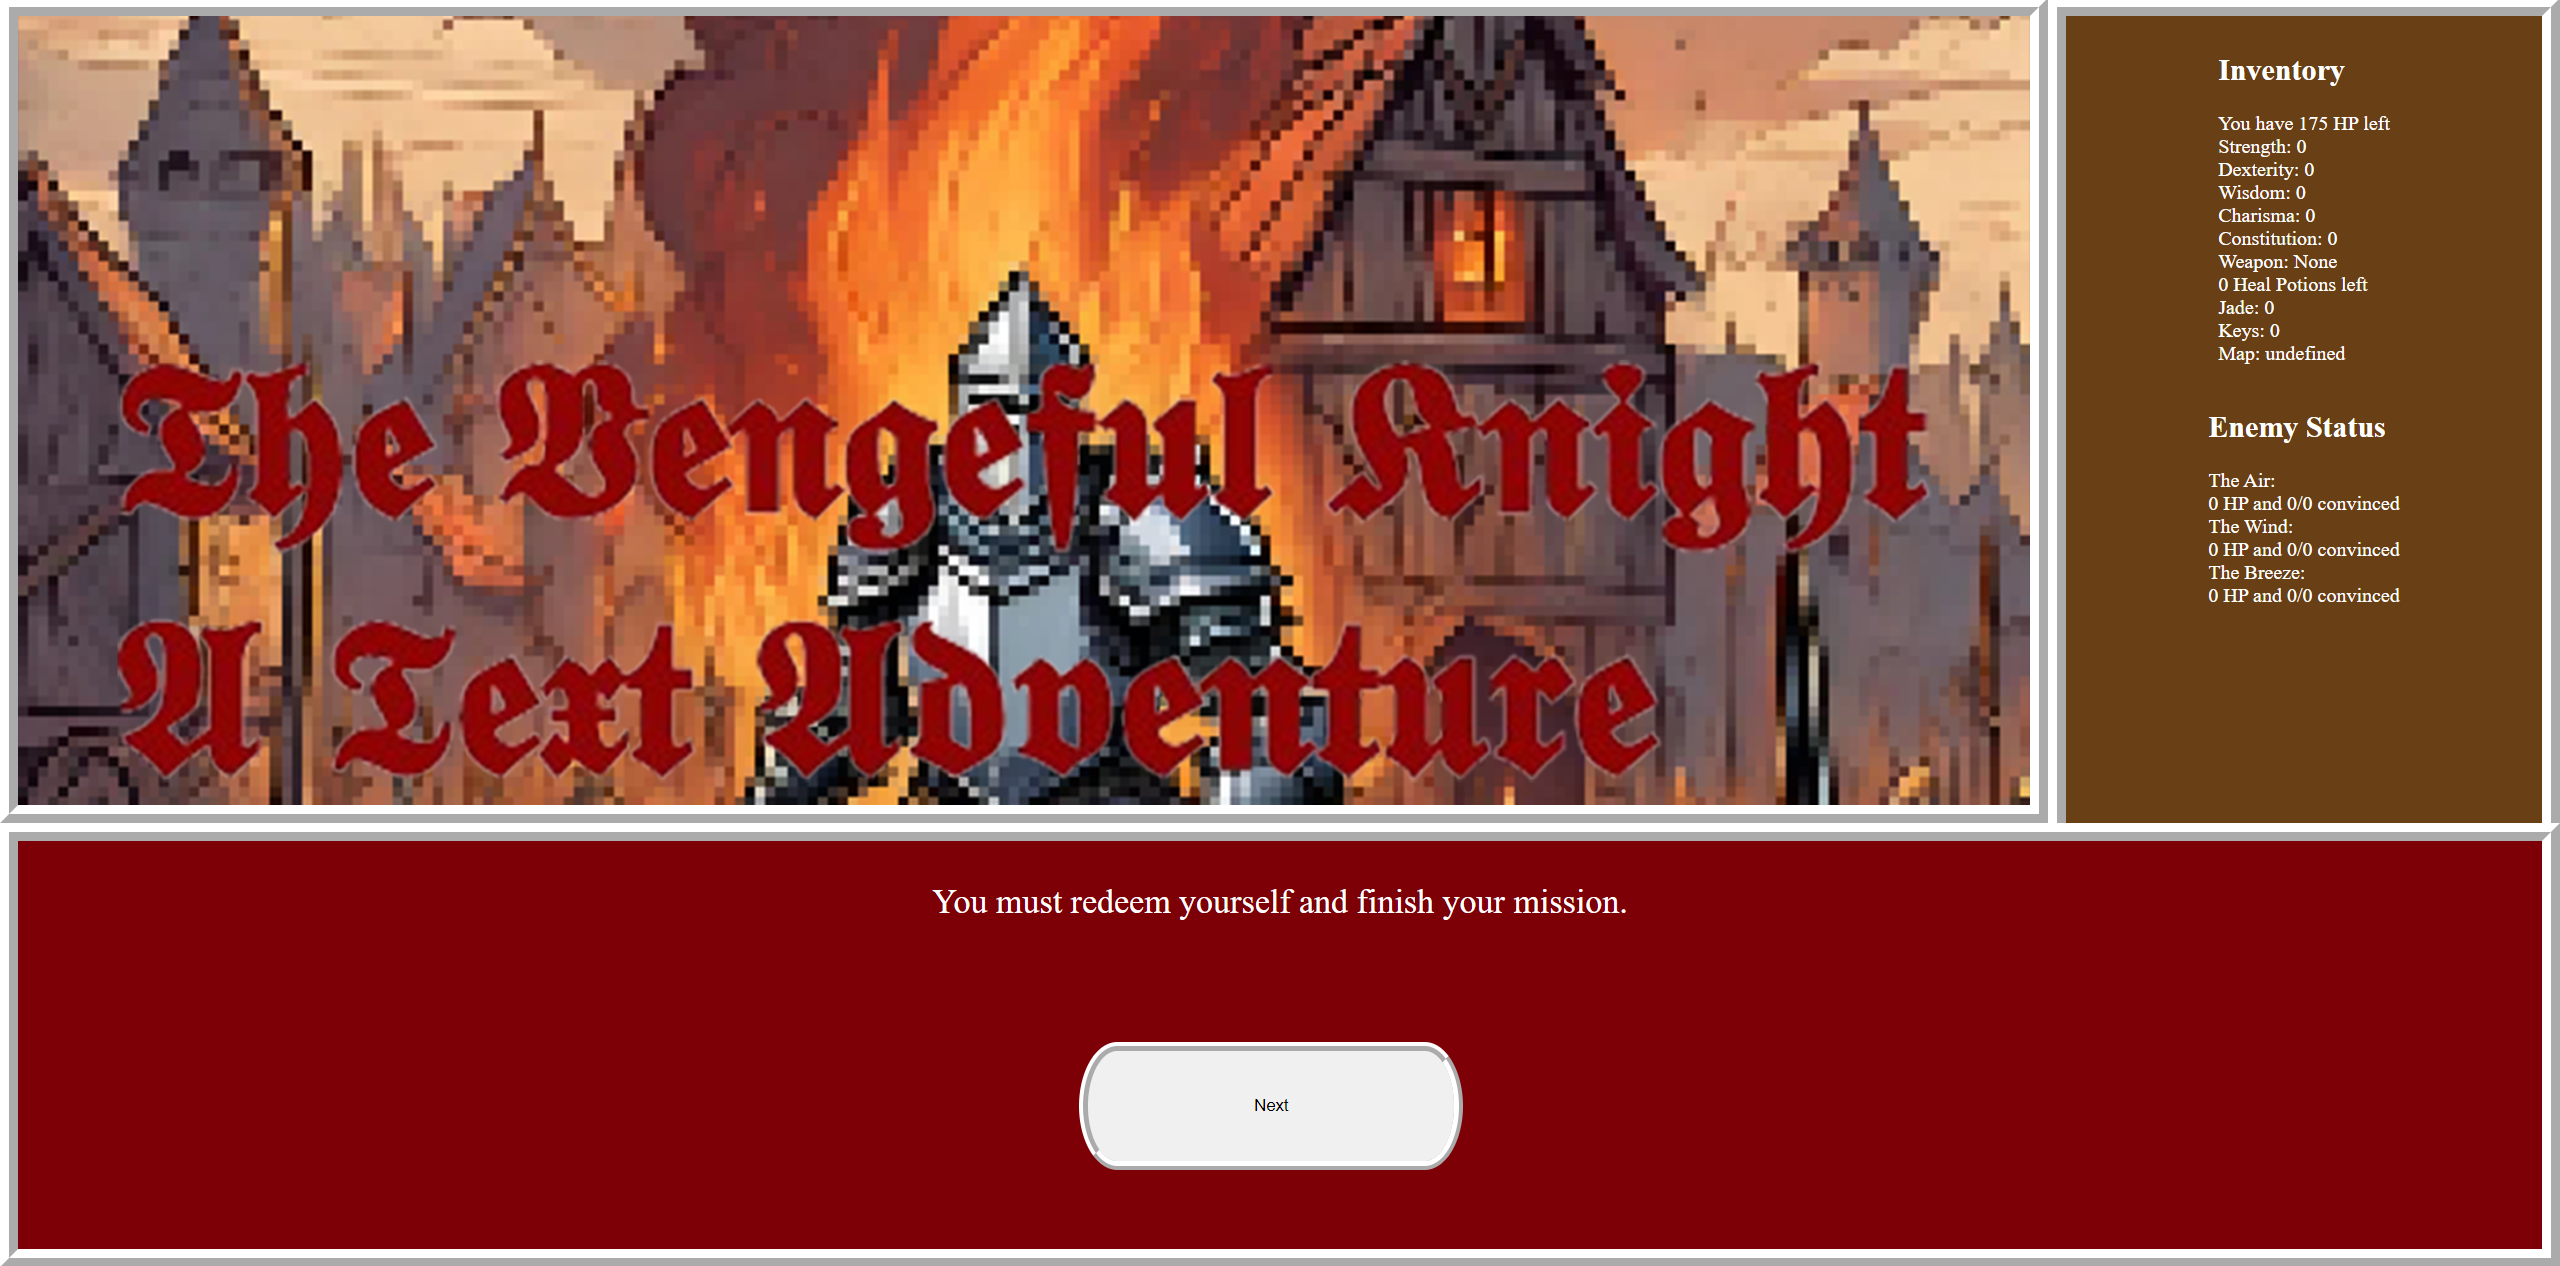 The Vengeful Knight
A Text Adventure
Inventory
You have 175 HP left
Strength: 0
Dexterity: 0
Wisdom: 0
Charisma: 0
Constitution: 0
Weapon: None
0 Heal Potions left
Jade: 0
Keys: 0
Map: undefined
Enemy Status
The Air:
0 HP and 0/0 convinced
The Wind:
0 HP and 0/0 convinced
The Breeze:
0 HP and 0/0 convinced
You must redeem yourself and finish your mission.
Next